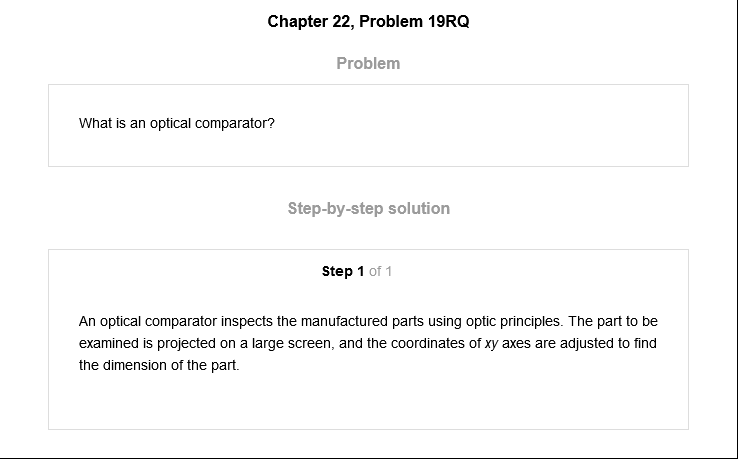 Chapter 22, Problem 19RQ
Problem
What is an optical comparator?
Step-by-step solution
Step 1 of 1
An optical comparator inspects the manufactured parts using optic principles. The part to be
examined is projected on a large screen, and the coordinates of xy axes are adjusted to find
the dimension of the part.